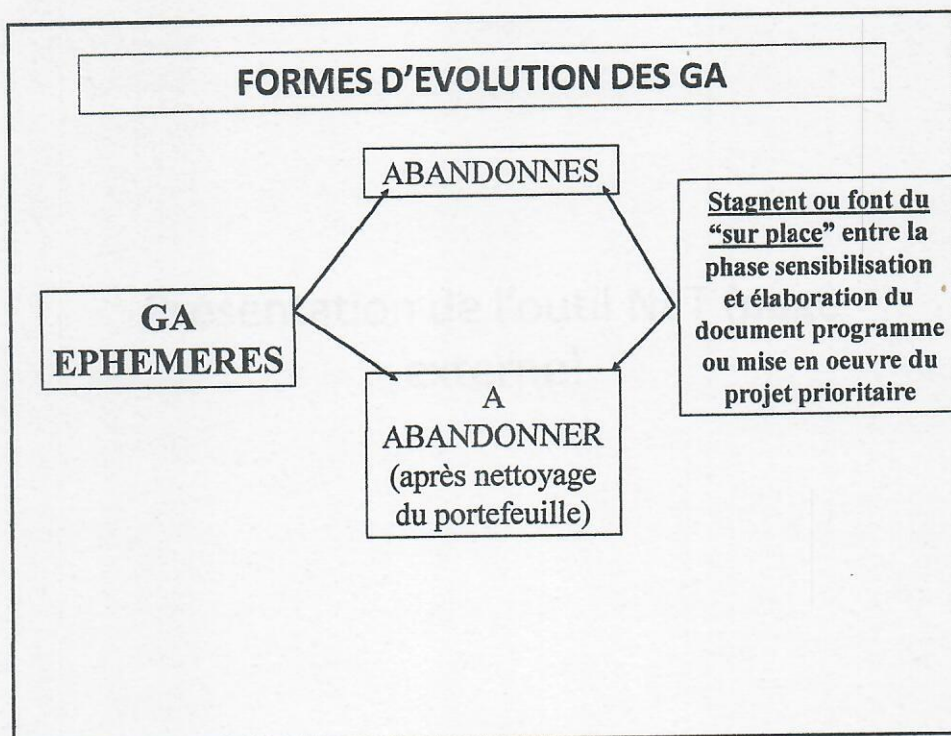 FORMES D'EVOLUTION DES GA
ABANDONNES
GA
EPHEMERES
A
ABANDONNER
(après nettoyage
du portefeuille)
Stagnent ou font du
“sur place” entre la
phase sensibilisation
et élaboration du
document programme
ou mise en oeuvre du
projet prioritaire